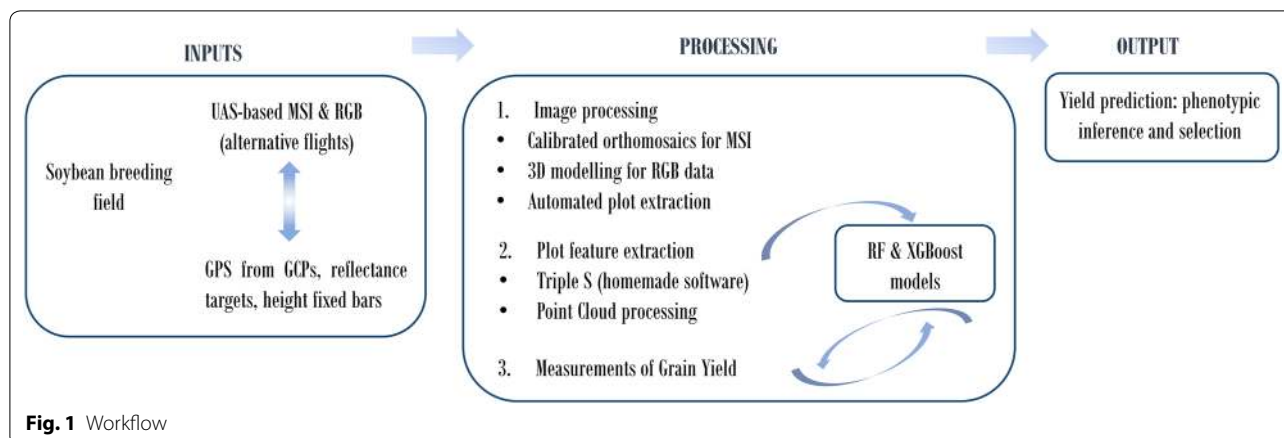 INPUTS
Soybean breeding
field
UAS-based MSI & RGB
(alternative flights)
GPS from GCPs, reflectance
targets, height fixed bars
PROCESSING
1. Image processing
• Calibrated orthomosaics for MSI
• 3D modelling for RGB data
• Automated plot extraction
2. Plot feature extraction
• Triple S (homemade software)
• Point Cloud processing
3. Measurements of Grain Yield
RF & XGBoost
models
OUTPUT
Yield prediction: phenotypic
inference and selection
Fig. 1 Workflow